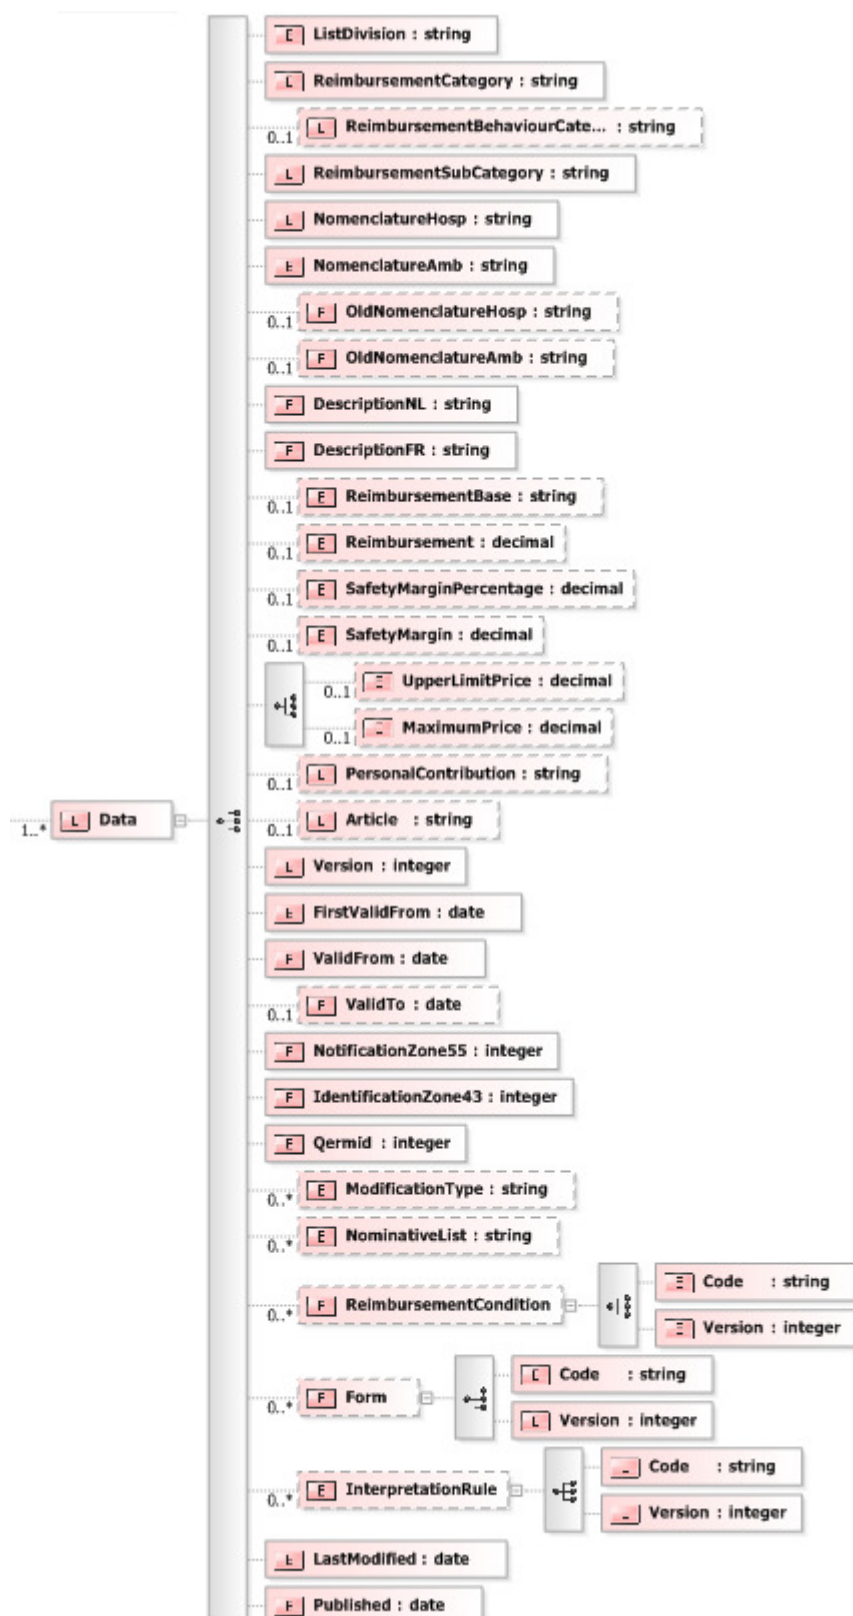 ListDivision : string
ReimbursementCategory : string
0..1 ReimbursementBehaviourCate... : string
ReimbursementSubCategory : string
NomenclatureHosp : string
NomenclatureAmb : string
0..1 OldNomenclatureHosp : string
0..1 OldNomenclatureAmb : string
DescriptionNL : string
DescriptionFR : string
0..1 E ReimbursementBase : string
0..1 E Reimbursement : decimal
0..1 E SafetyMarginPercentage : decimal
0..1 E SafetyMargin : decimal
0..1 UpperLimitPrice : decimal
0..1 MaximumPrice : decimal
0..1 PersonalContribution : string
1..* Data
0..1 Article : string
Version : integer
FirstValidFrom : date
ValidFrom : date
0..1 ValidTo : date
NotificationZone55 : integer
IdentificationZone43 : integer
E Qermid : integer
0..* E ModificationType : string
0..* E NominativeList : string
Code : string
0..* ReimbursementCondition
Version : integer
Code : string
0..* Form
Version : integer
Code : string
0..* E InterpretationRule
Version : integer
LastModified : date
Published : date